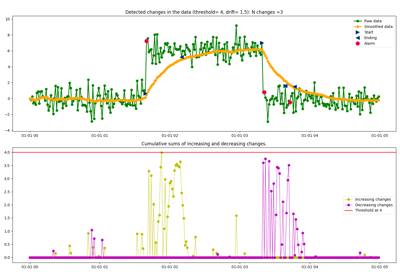 Detected changes in the data (threshold= 4, drift= 1.5): N changes =3
Raw data
Smoothed data
Start
Ending
Alarm
10
8
6
4
2
0
−2
−4
01-01 00
01-01 01
01-01 02
01-01 03
01-01 04
01-01 05
Cumulative sums of increasing and decreasing changes.
4.0
3.5
3.0
2.5
2.0
1.5
1.0
0.5
0.0
Increasing changes
Decreasing changes
Threshold at 4
01-01 00
01-01 01
01-01 02
01-01 03
01-01 04
01-01 05